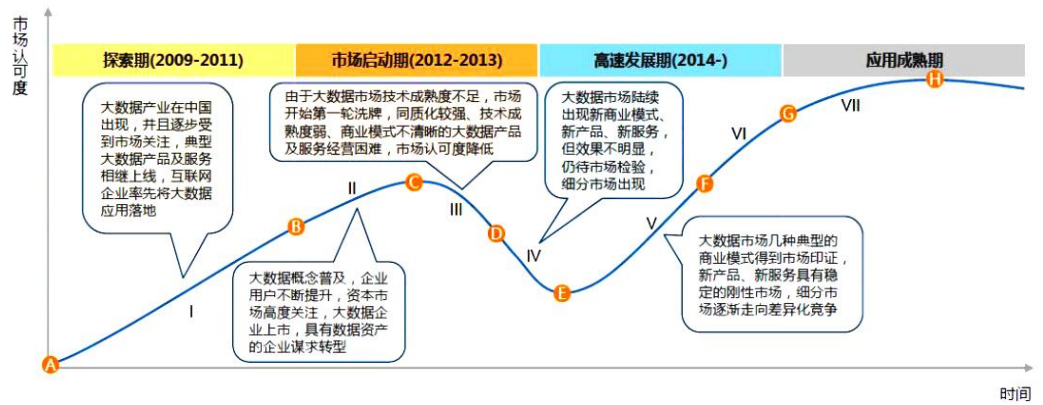 市场认可度
探索期(2009-2011)
市场启动期(2012-2013)
高速发展期(2014-)
应用成熟期
大数据产业在中国
出现，并且逐步受
到市场关注，典型
大数据产品及服务
相继上线，互联网
企业率先将大数据
应用落地
由于大数据市场技术成熟度不足，市场
开始第一轮洗牌，同质化较强、技术成
熟度弱、商业模式不清晰的大数据产品
及服务经营困难，市场认可度降低
大数据市场陆续
出现新商业模式、
新产品、新服务，
但效果不明显，
仍待市场检验，
细分市场出现
大数据概念普及，企业
用户不断提升，资本市
场高度关注，大数据企
业上市，具有数据资产
的企业谋求转型
大数据市场几种典型的
商业模式得到市场印证，
新产品、新服务具有稳
定的刚性市场，细分市
场逐渐走向差异化竞争
A
I
B
II
C
III
D
IV
E
V
F
VI
G
VII
H
时间